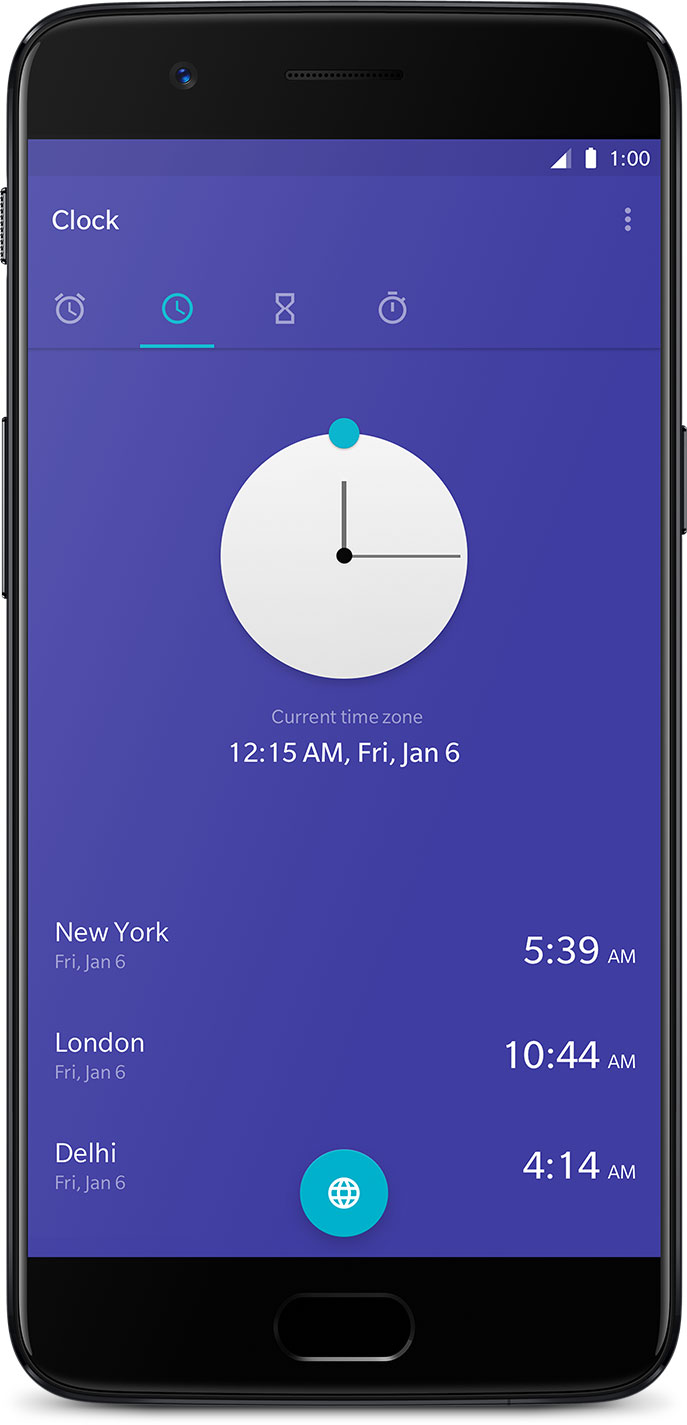 1:00
Clock
Current time zone
12:15 AM, Fri, Jan 6
New York
Fri, Jan 6
5:39 AM
London
Fri, Jan 6
10:44 AM
Delhi
Fri, Jan 6
4:14 AM